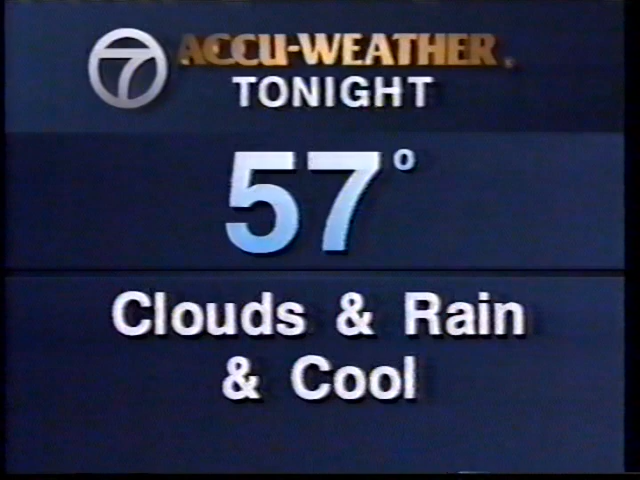 7 ACCU-WEATHER.
TONIGHT
57°
Clouds & Rain
& Cool